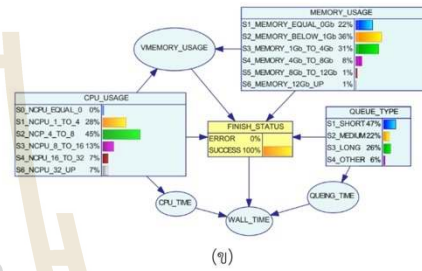 MEMORY_USAGE
S1_MEMORY_EQUAL_0Gb 22%
S2_MEMORY_BELOW_1Gb 36%
S3_MEMORY_1Gb_TO_4Gb 31%
S4_MEMORY_4Gb_TO_8Gb 8%
S5_MEMORY_8Gb_TO_12Gb 1%
S6_MEMORY_12Gb_UP 1%
VMEMORY_USAGE
CPU_USAGE
S0_NCPU_EQUAL_0 0%
S1_NCPU_1_TO_4 28%
S2_NCP_4_TO_8 45%
S3_NCPU_8_TO_16 13%
S4_NCPU_16_TO_32 7%
S6_NCPU_32_UP 7%
FINISH_STATUS
ERROR 0%
SUCCESS 100%
QUEUE_TYPE
S1_SHORT 47%
S2_MEDIUM 22%
S3_LONG 26%
S4_OTHER 6%
CPU_TIME
WALL_TIME
QUEING_TIME
(ข)